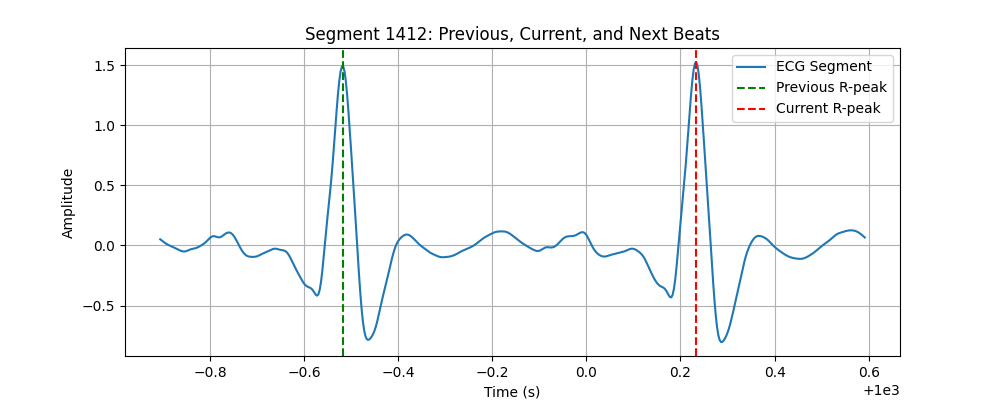 Segment 1412: Previous, Current, and Next Beats
ECG Segment
Previous R-peak
Current R-peak
Amplitude
1.5
1.0
0.5
0.0
−0.5
−0.8 −0.6 −0.4 −0.2 0.0 0.2 0.4 0.6
+1e3
Time (s)